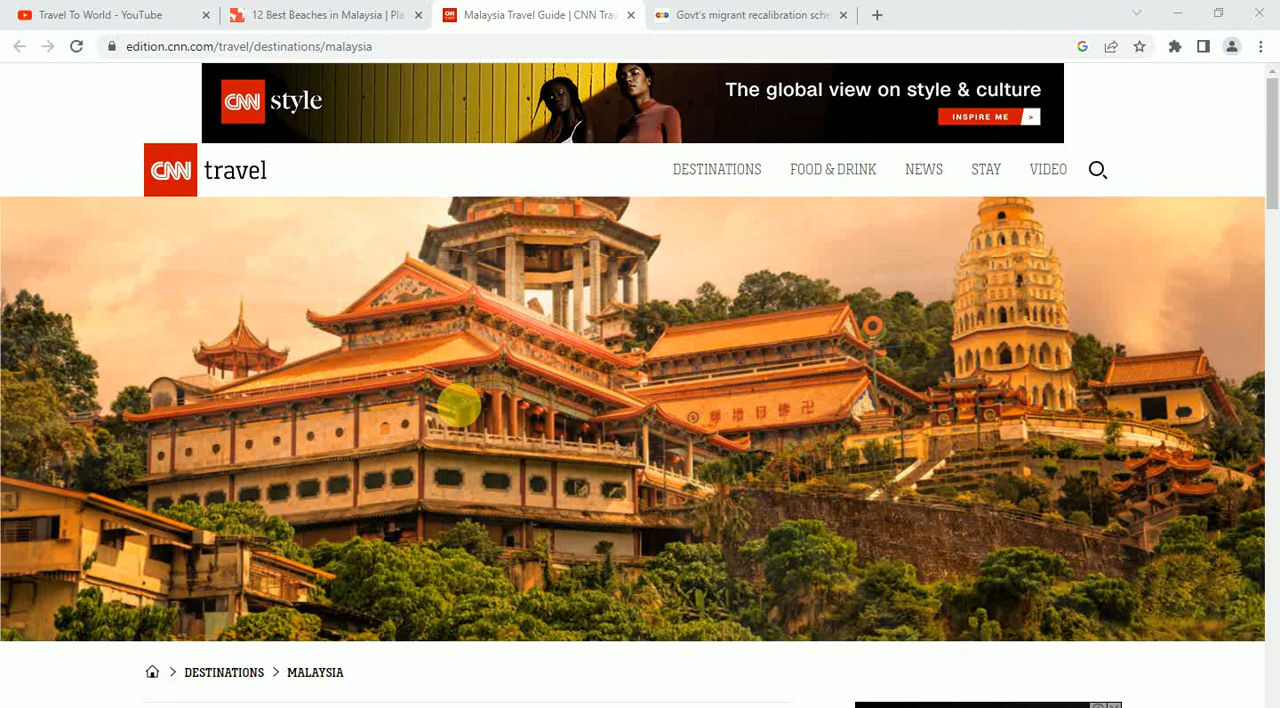 Travel To World - YouTube
12 Best Beaches in Malaysia | Pla
Malaysia Travel Guide | CNN Trav
Govt's migrant recalibration sche
edition.cnn.com/travel/destinations/malaysia
CNN style
The global view on style & culture
INSPIRE ME >
CNN travel
DESTINATIONS
FOOD & DRINK
NEWS
STAY
VIDEO
DESTINATIONS > MALAYSIA